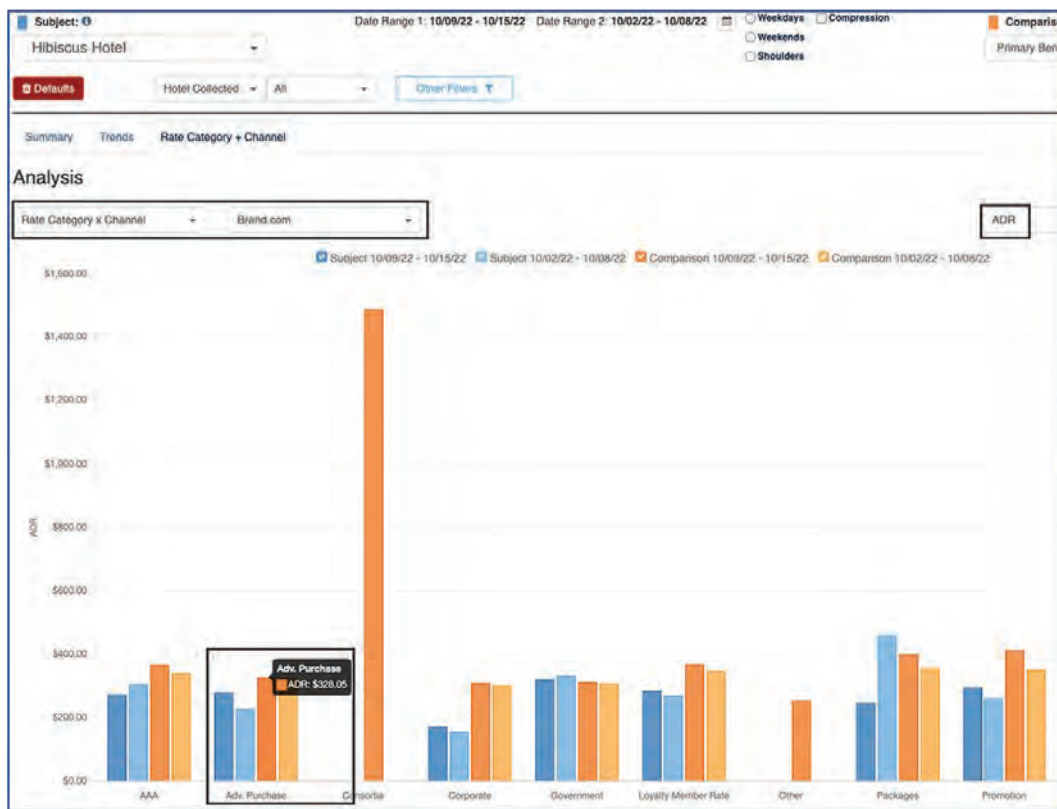 Subject: Date Range 1: 10/09/22 - 10/15/22 Date Range 2: 10/02/22 - 10/08/22 Weekdays Compression Comparis
Hibiscus Hotel Weekends Primary Ben
Shoulders
Defaults Hotel Collected All Other Filters
Summary Trends Rate Category + Channel
Analysis
Rate Category x Channel Brand.com ADR
Subject 10/09/22 - 10/15/22 Subject 10/02/22 - 10/08/22 Comparison 10/09/22 - 10/15/22 Comparison 10/02/22 - 10/08/22
$1,600.00
$1,400.00
$1,200.00
$1,000.00
ADR
$800.00
$600.00
$400.00
Adv. Purchase
ADR: $328.05
$200.00
$0.00
AAA Adv. Purchase Consortia Corporate Government Loyalty Member Rate Other Packages Promotion